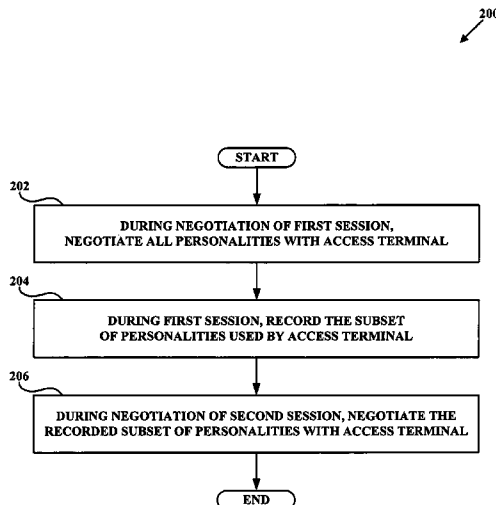 200
START
202
DURING NEGOTIATION OF FIRST SESSION,
NEGOTIATE ALL PERSONALITIES WITH ACCESS TERMINAL
204
DURING FIRST SESSION, RECORD THE SUBSET
OF PERSONALITIES USED BY ACCESS TERMINAL
206
DURING NEGOTIATION OF SECOND SESSION, NEGOTIATE THE
RECORDED SUBSET OF PERSONALITIES WITH ACCESS TERMINAL
END